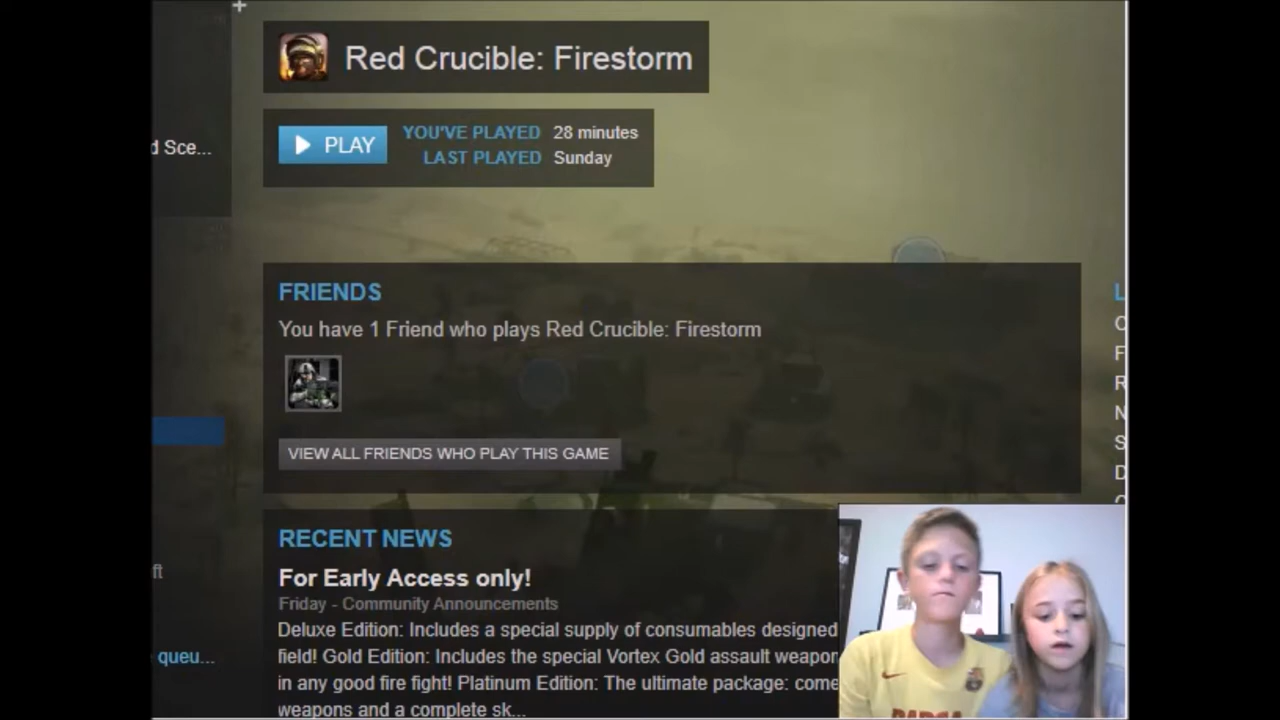 Red Crucible: Firestorm
PLAY
YOU'VE PLAYED 28 minutes
LAST PLAYED Sunday
d Sce...
FRIENDS
You have 1 Friend who plays Red Crucible: Firestorm
VIEW ALL FRIENDS WHO PLAY THIS GAME
L
C
F
R
N
S
D
RECENT NEWS
For Early Access only!
ft
Friday - Community Announcements
Deluxe Edition: Includes a special supply of consumables designed
queu...
field! Gold Edition: Includes the special Vortex Gold assault weapon
in any good fire fight! Platinum Edition: The ultimate package: come
weapons and a complete sk...